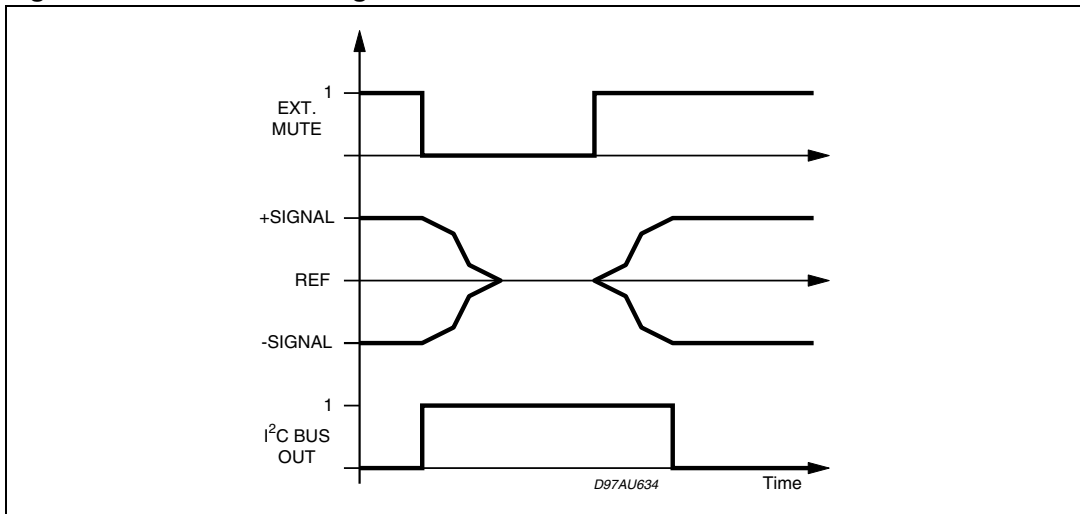 1
EXT.
MUTE
+SIGNAL
REF
-SIGNAL
1
I²C BUS
OUT
D97AU634
Time